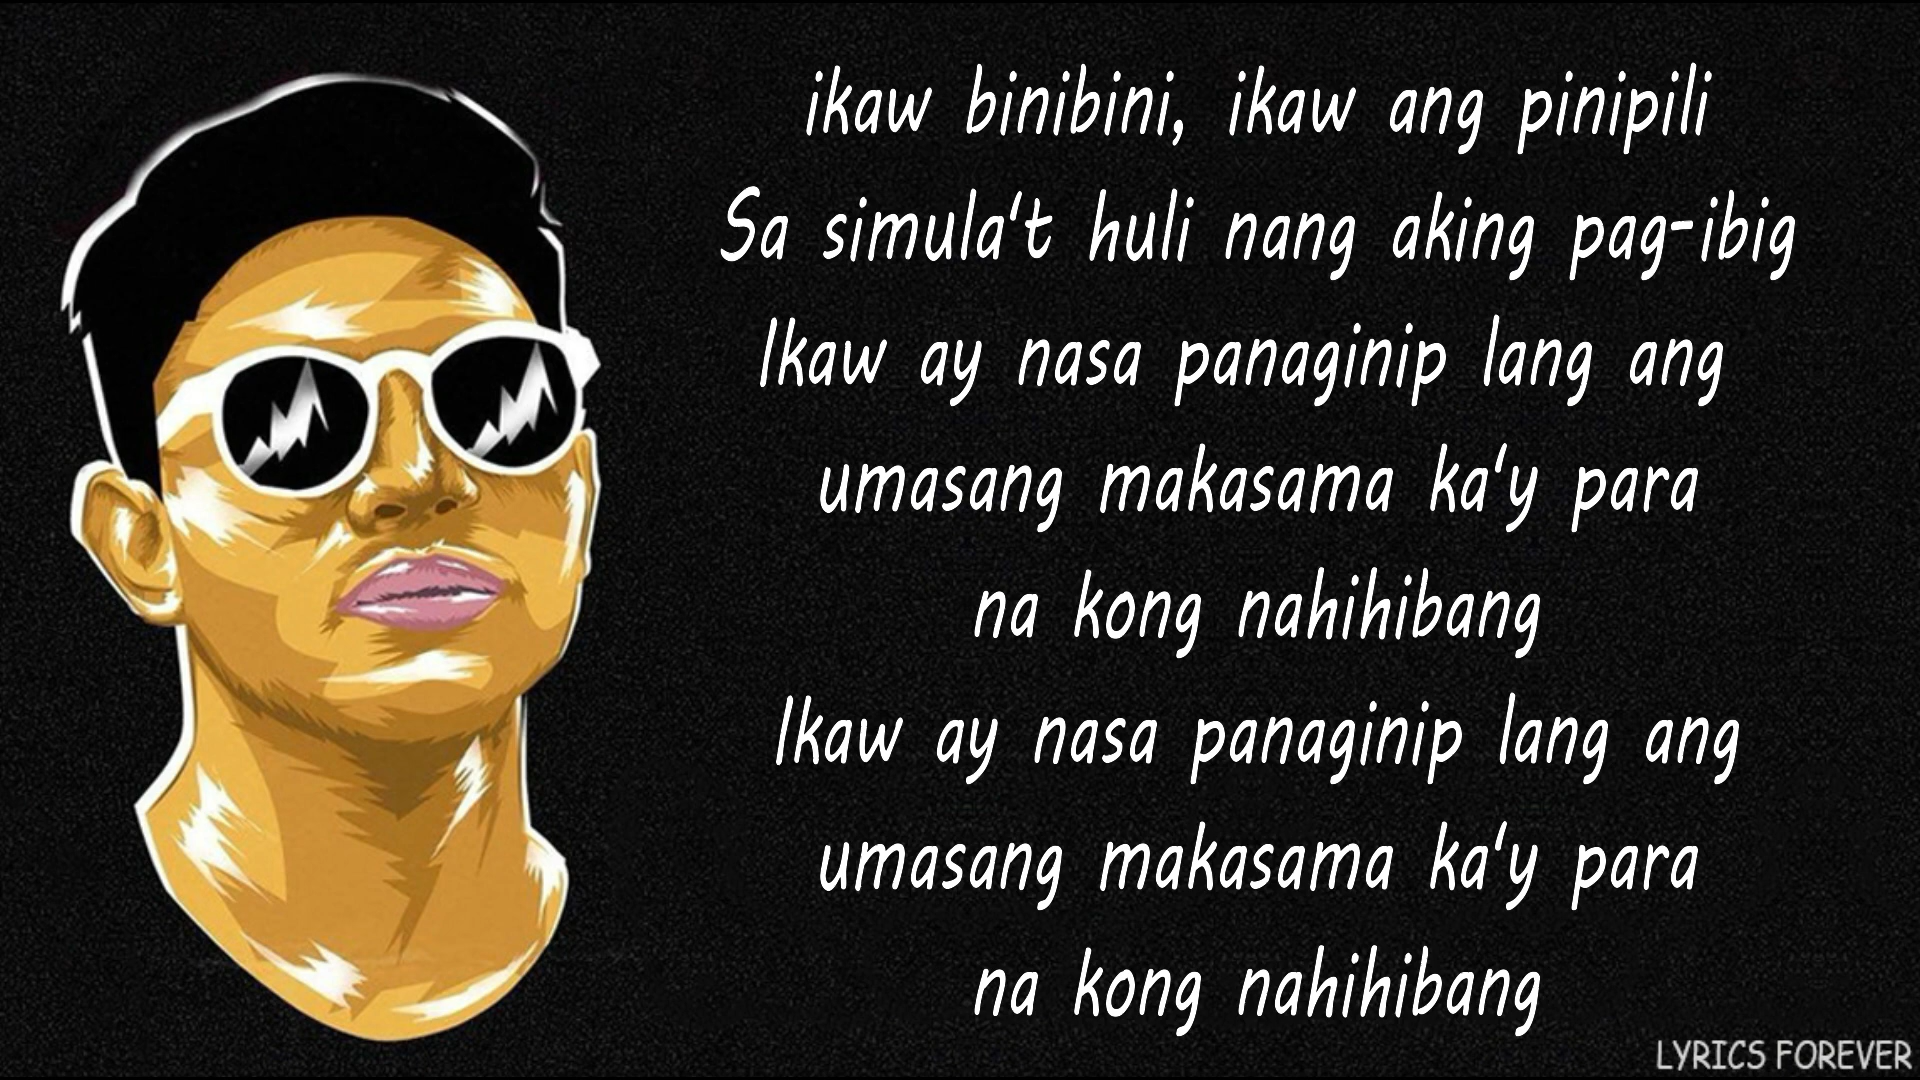 ikaw binibini, ikaw ang pinipili
Sa simula't huli nang aking pag-ibig
Ikaw ay nasa panaginip lang ang
umasang makasama ka'y para
na kong nahihibang
Ikaw ay nasa panaginip lang ang
umasang makasama ka'y para
na kong nahihibang
LYRICS FOREVER